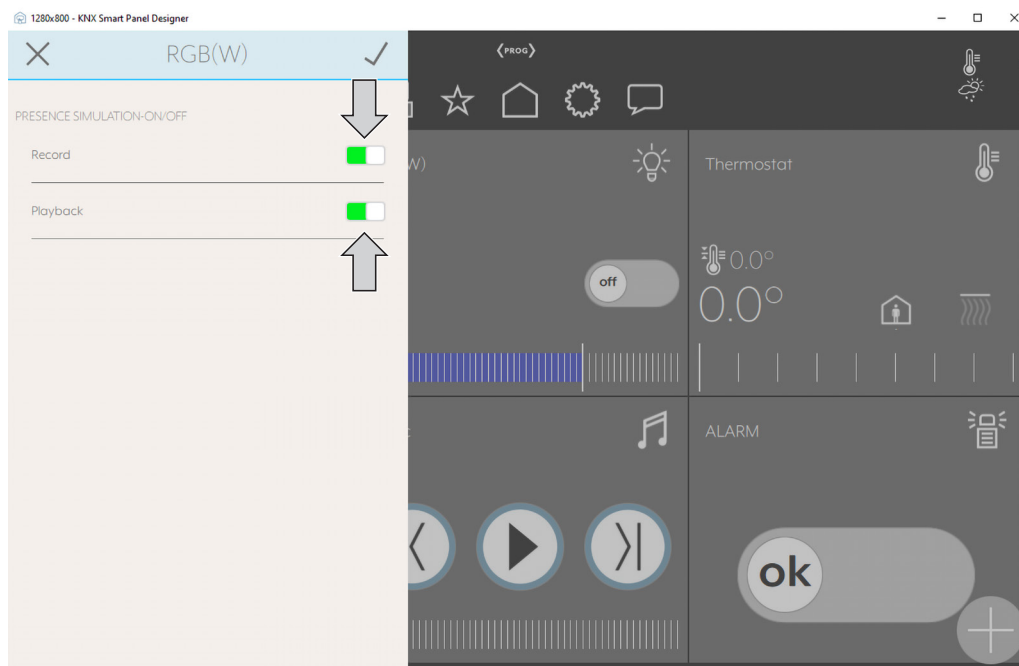 1280x800 - KNX Smart Panel Designer
RGB(W)
PRESENCE SIMULATION-ON/OFF
Record
Playback
PROG
W)
Thermostat
0.0°
0.0°
off
ALARM
ok